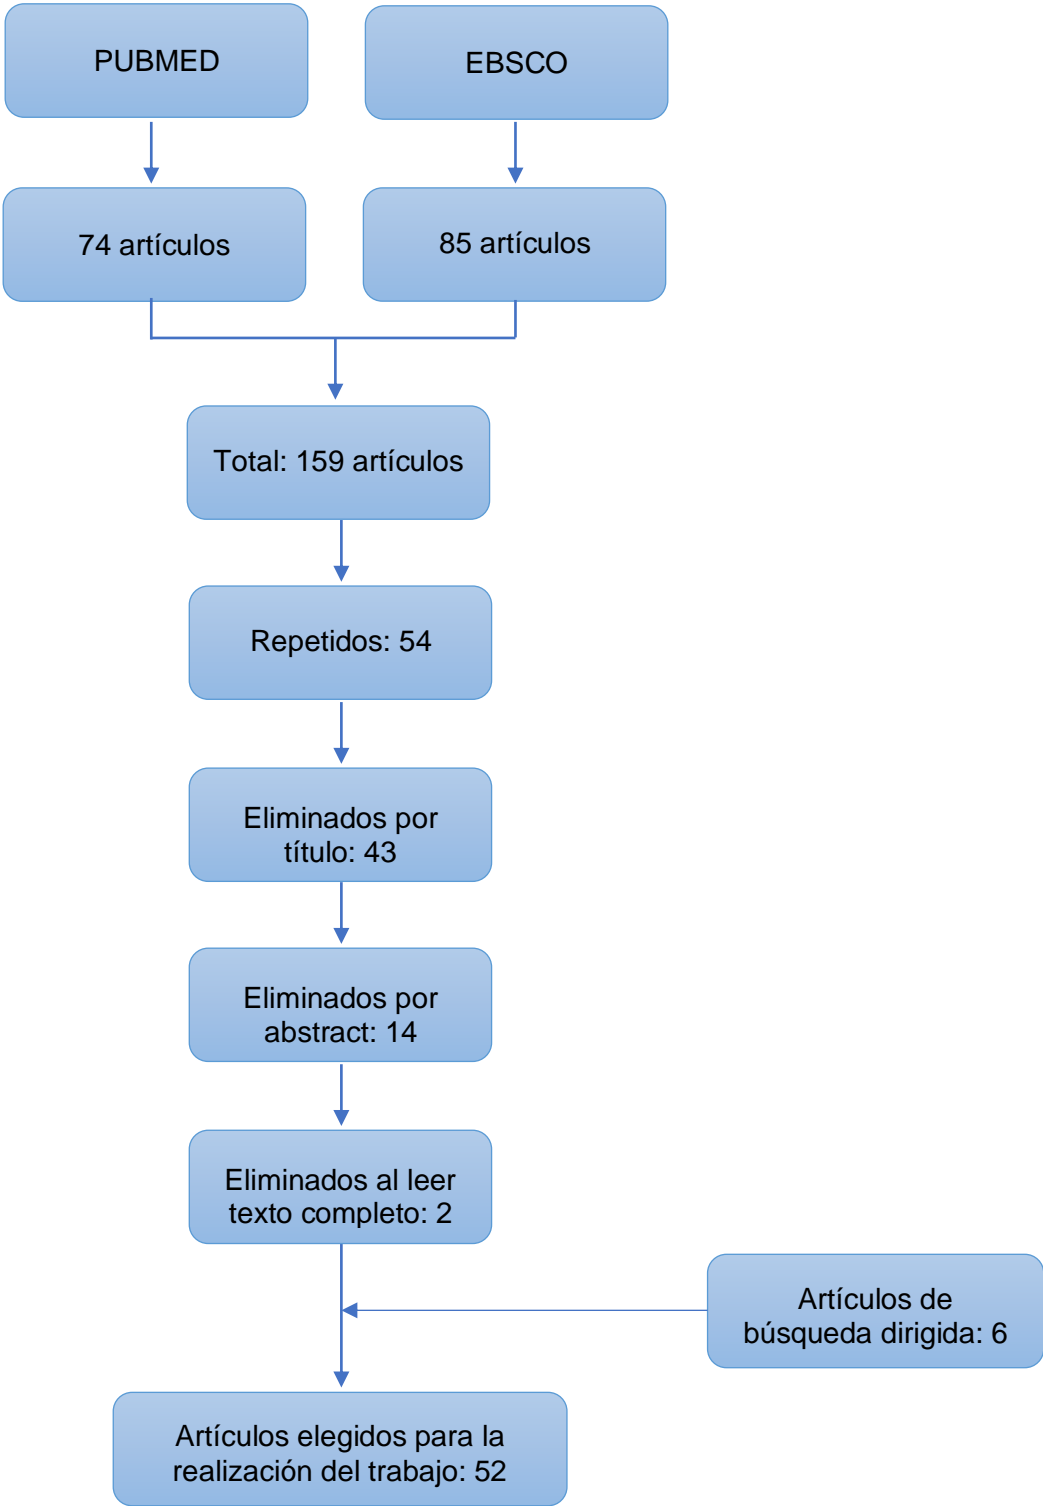 PUBMED
EBSCO
74 artículos
85 artículos
Total: 159 artículos
Repetidos: 54
Eliminados por
título: 43
Eliminados por
abstract: 14
Eliminados al leer
texto completo: 2
Artículos de
búsqueda dirigida: 6
Artículos elegidos para la
realización del trabajo: 52